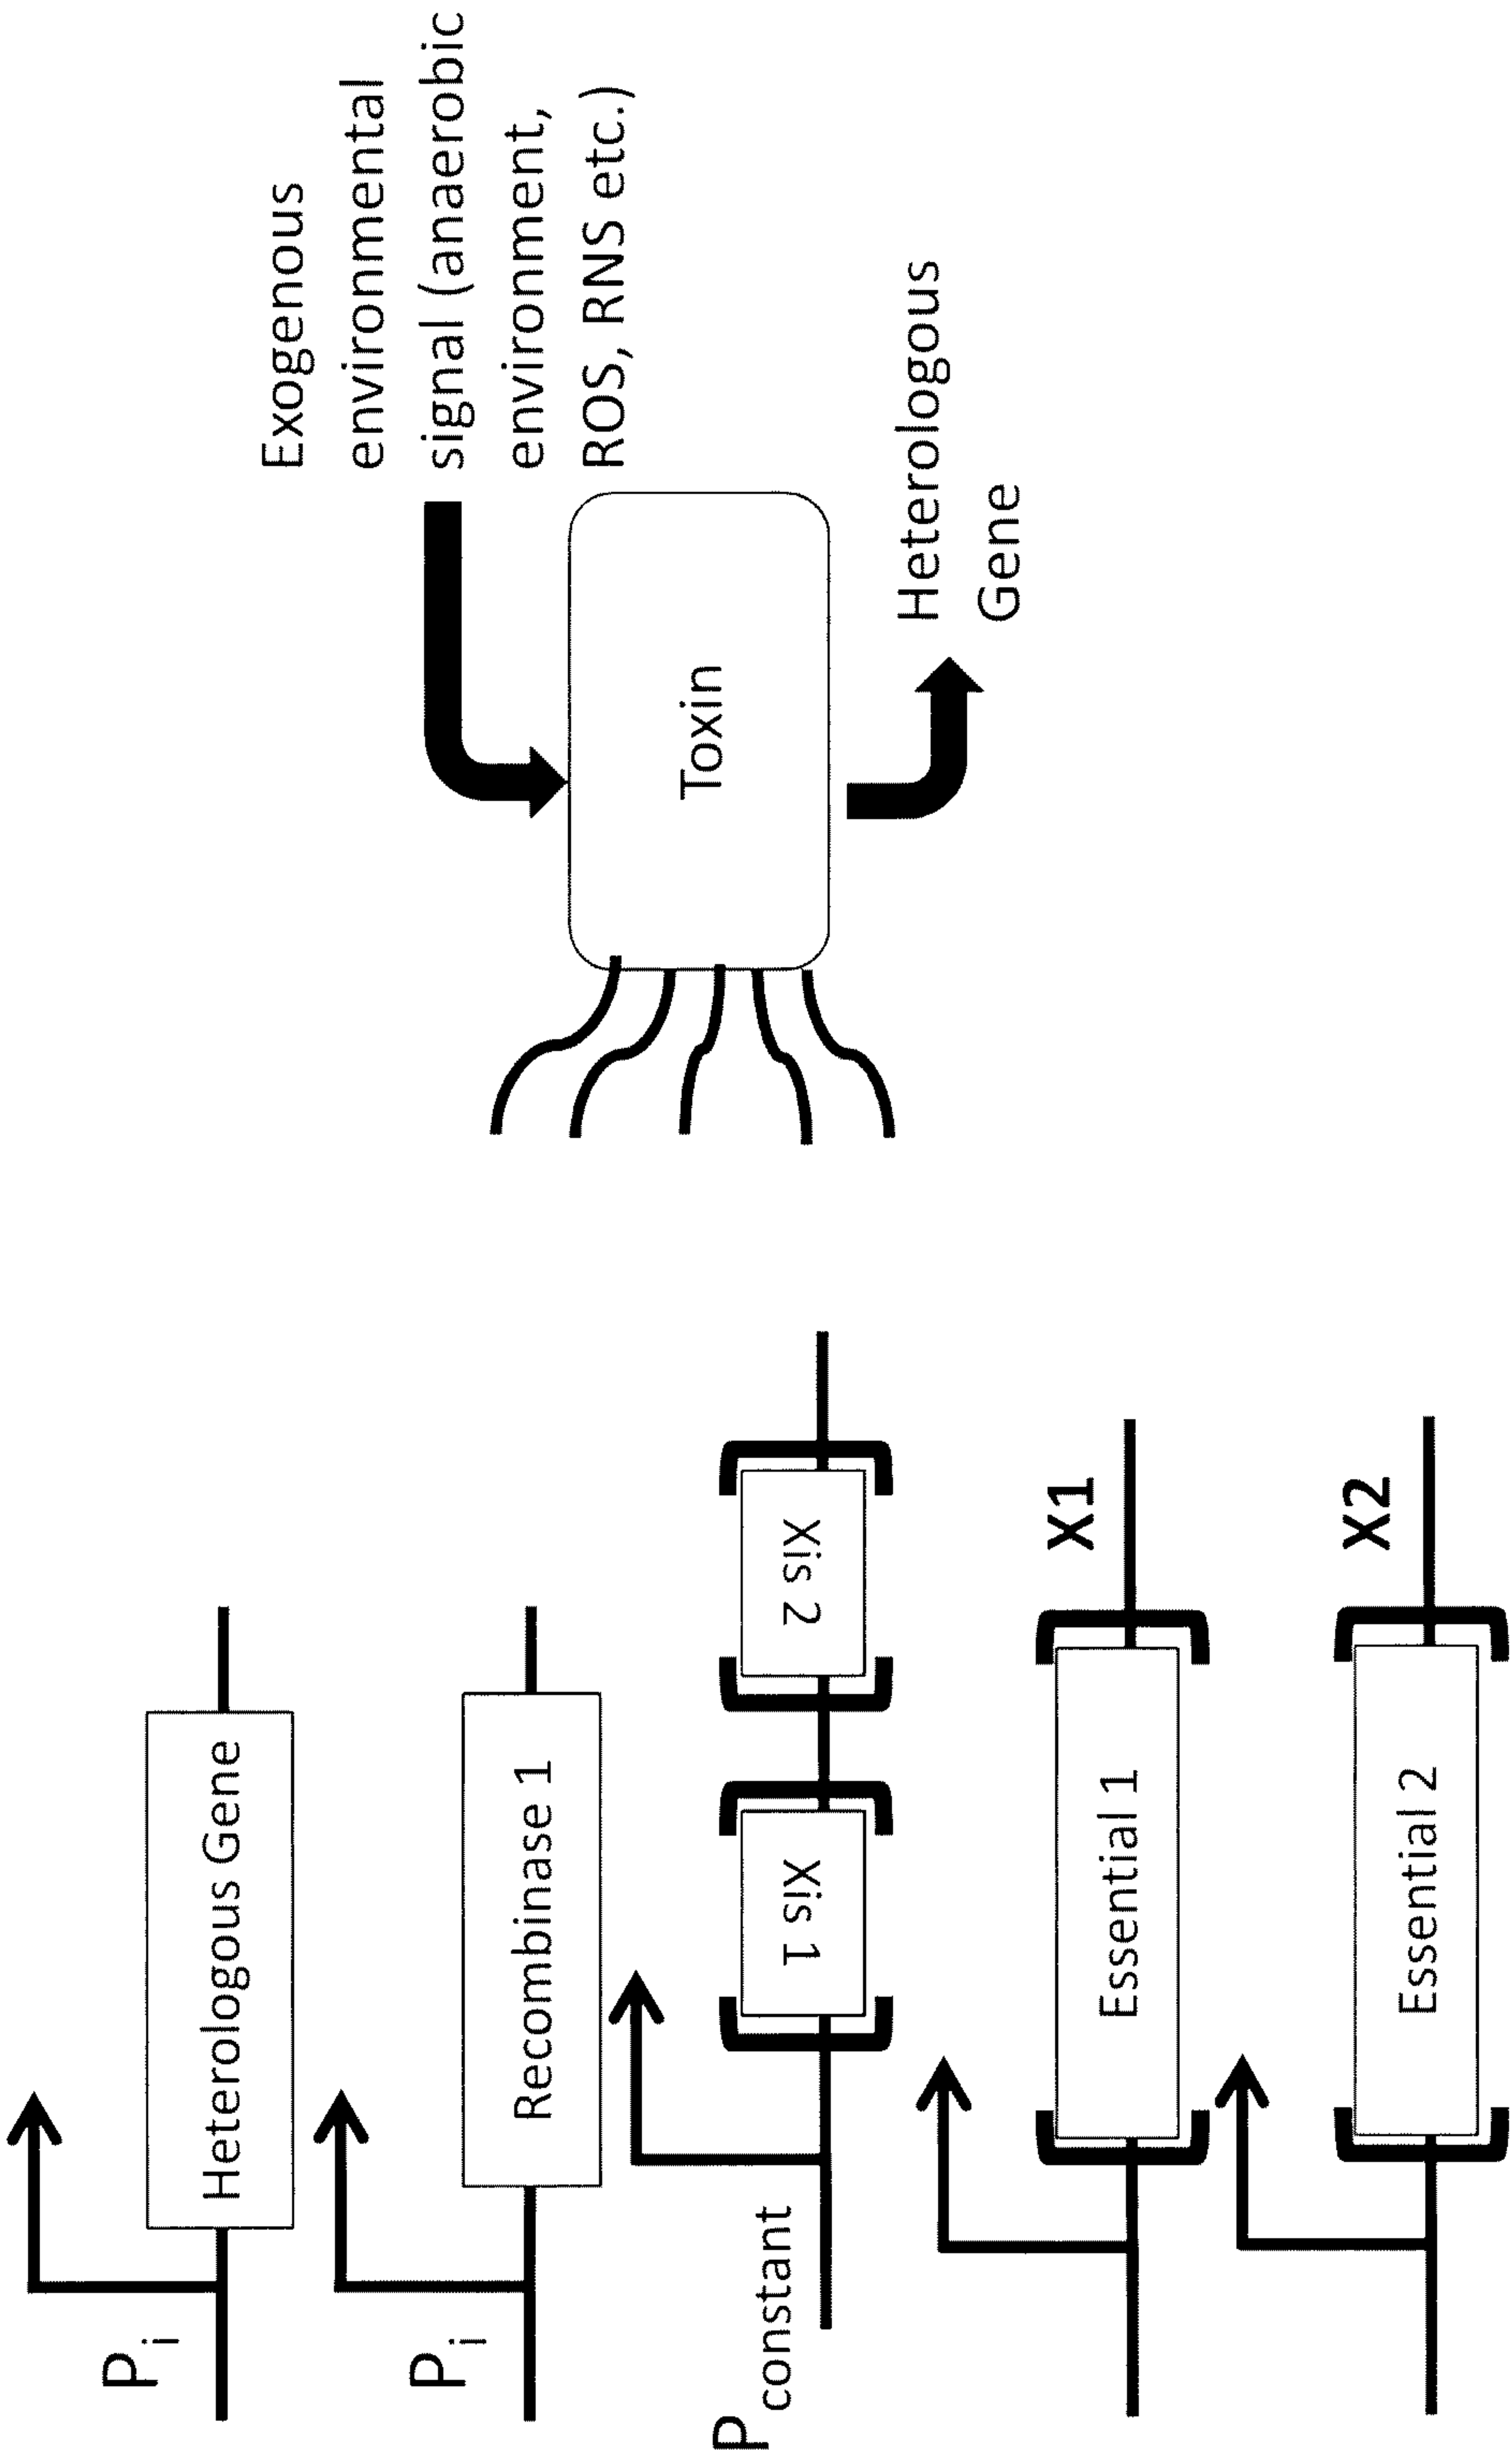 P i
Heterologous Gene
P i
Recombinase 1
P constant
Xis 1
Xis 2
Essential 1
X1
Essential 2
X2
Exogenous
environmental
signal (anaerobic
environment,
ROS, RNS etc.)
Toxin
Heterologous
Gene